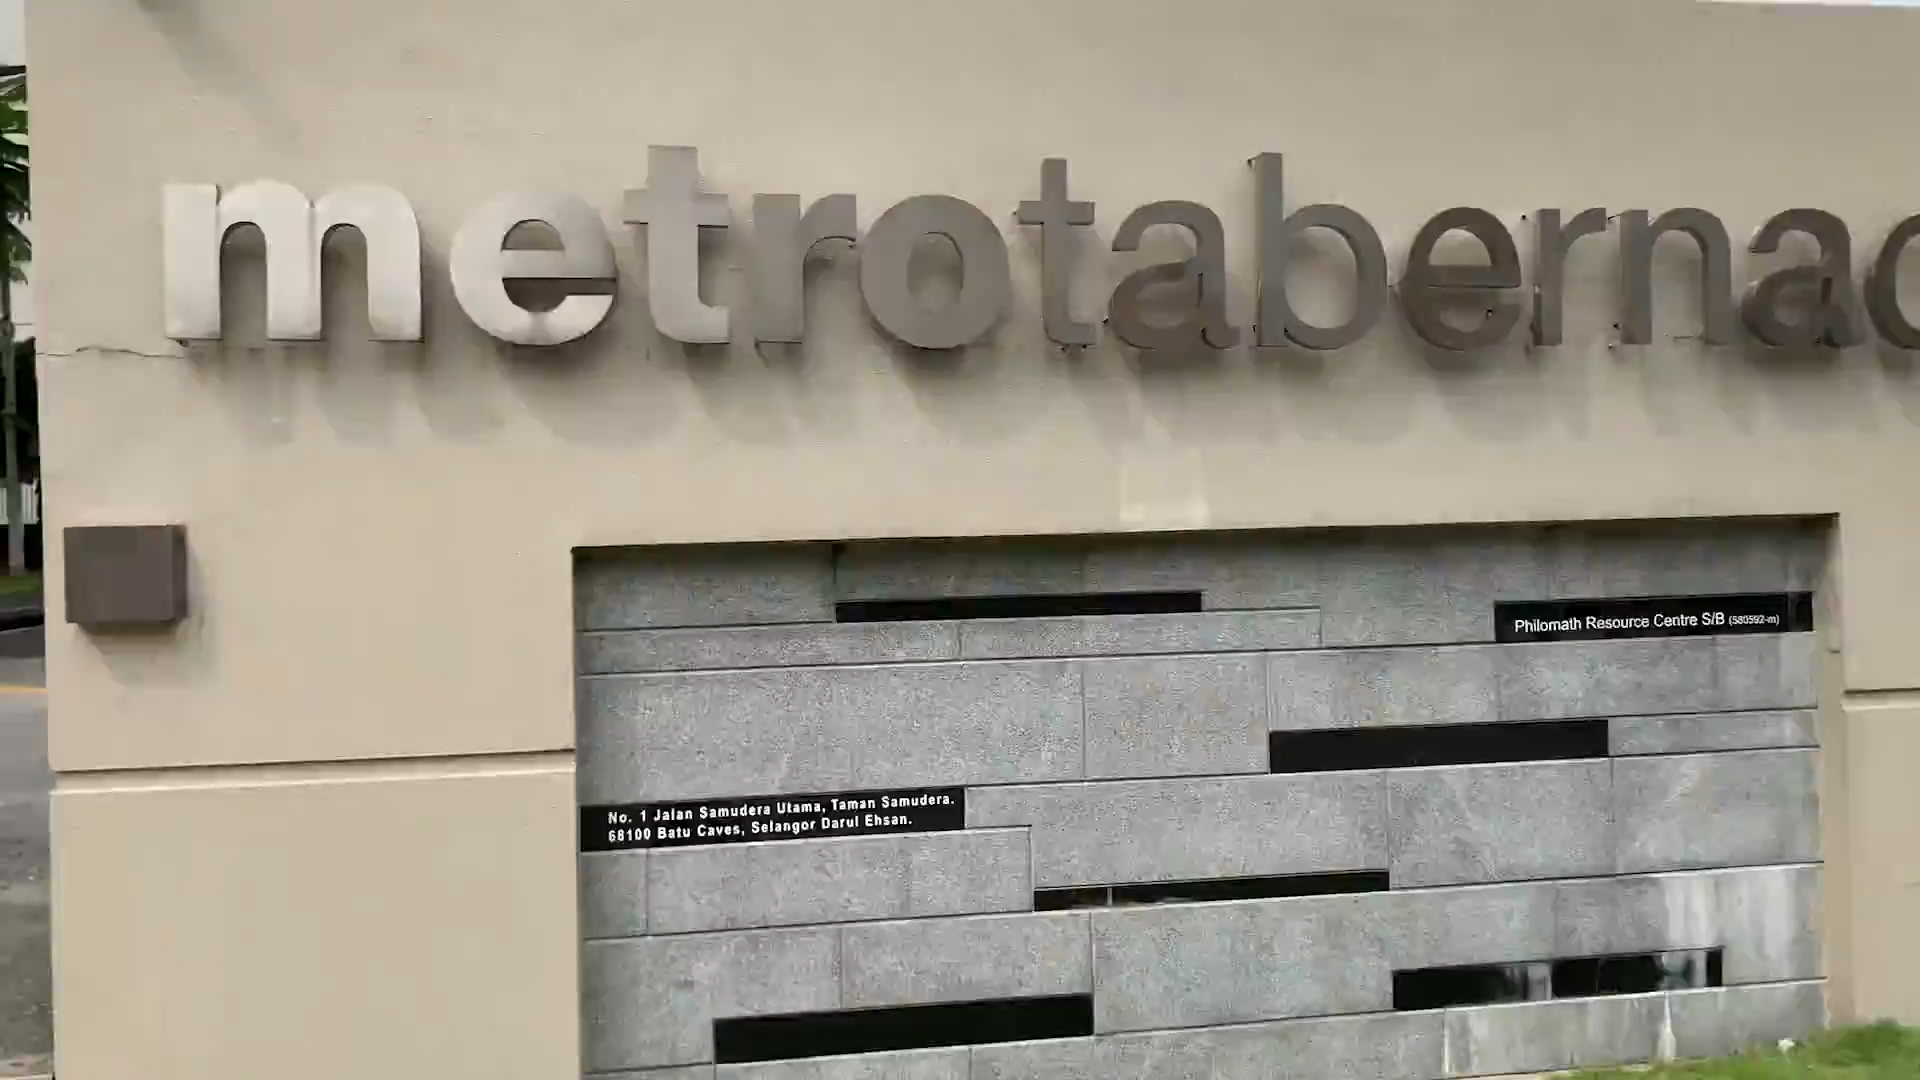 metrotabernac
Philomath Resource Centre S/B (580592-m)
No. 1 Jalan Samudera Utama, Taman Samudera.
68100 Batu Caves, Selangor Darul Ehsan.